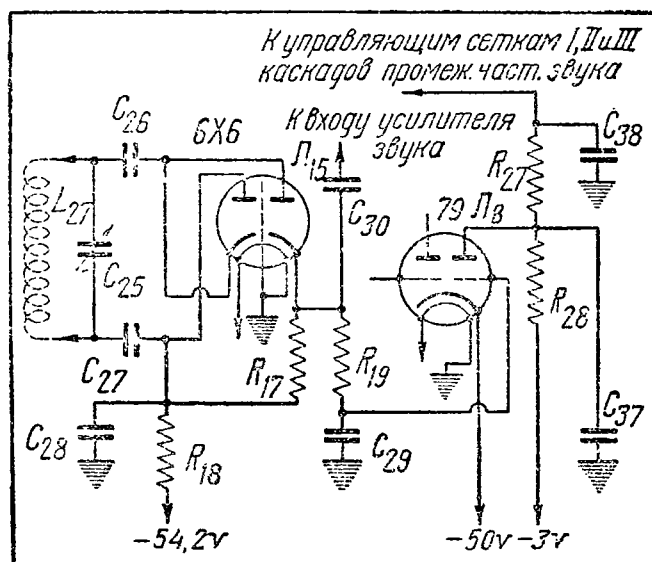 К управляющим сеткам I, II и III
каскадов промеж. част. звука
К входу усилителя
звука
C26
6X6
Л15
C30
79 Л8
R27
C38
L27
C25
R28
C27
R17
R19
C28
R18
C29
C37
-54,2v
-50v
-3v